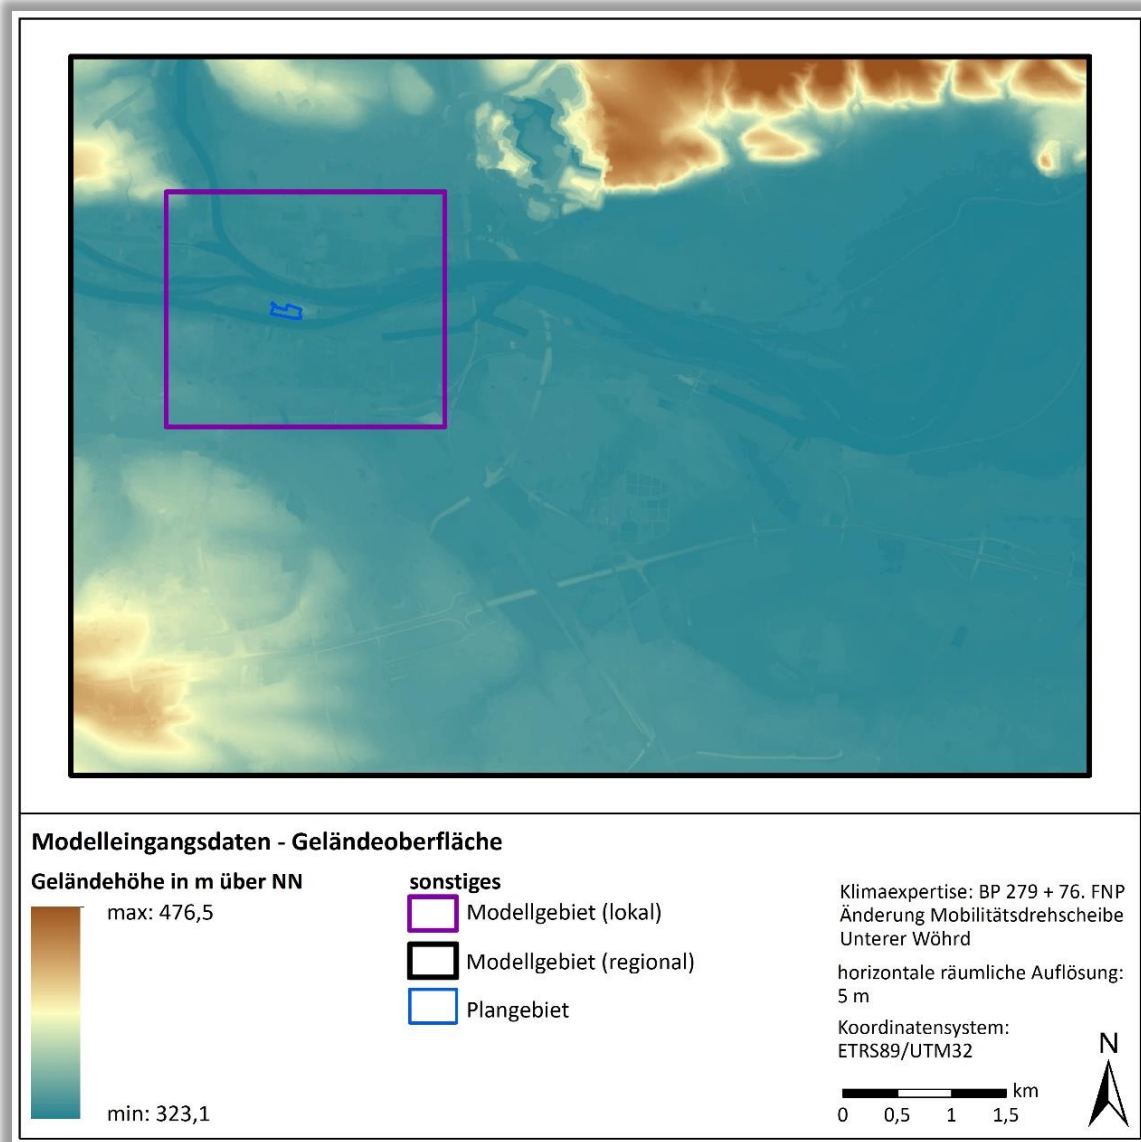 Modelleingangsdaten - Geländeoberfläche
Geländehöhe in m über NN
max: 476,5
min: 323,1
sonstiges
Modellgebiet (lokal)
Modellgebiet (regional)
Plangebiet
Klimaexpertise: BP 279 + 76. FNP
Änderung Mobilitätsdrehscheibe
Unterer Wöhrd
horizontale räumliche Auflösung:
5 m
Koordinatensystem:
ETRS89/UTM32
N
km
0 0,5 1 1,5